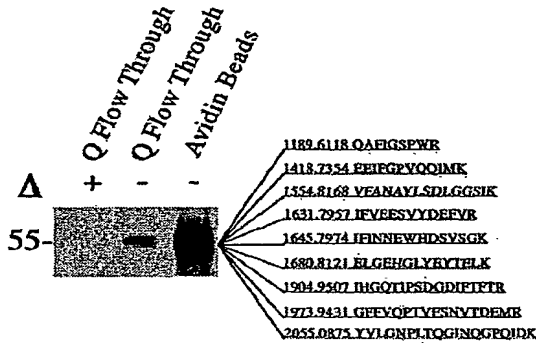 Q Flow Through
Q Flow Through
Avidin Beads
Δ + - -
55-
1189.6118 QAFIGSPWR
1418.7354 EEIFGPVQQIMK
1554.8168 VFANAYLSDLGGSIK
1631.7957 IFVEESVYDEFVR
1645.7974 IFINNEWHDSVSGK
1680.8121 ELGEHGLYEYTELK
1904.9507 IHGQTIPSDGDIFTFTR
1973.9431 GFFVQPTVFSNVTDEMR
2055.0875 YVLGNPLTQGINQGPQIDK